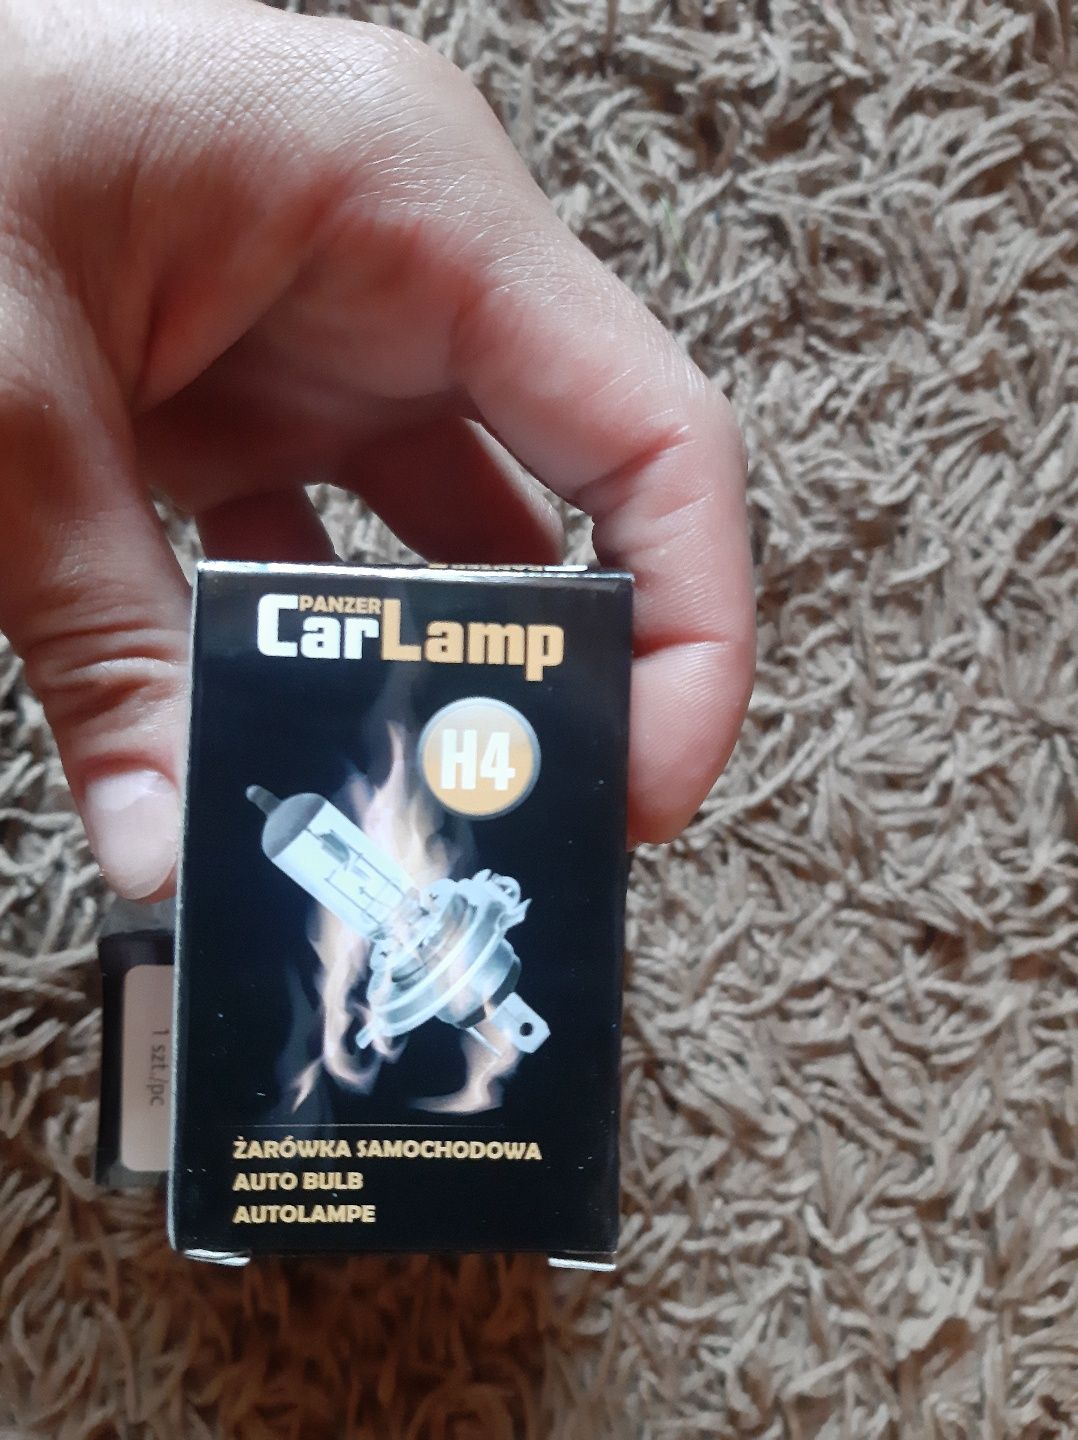 PANZER
CarLamp
H4
1 szt./pc
ŻARÓWKA SAMOCHODOWA
AUTO BULB
AUTOLAMPE